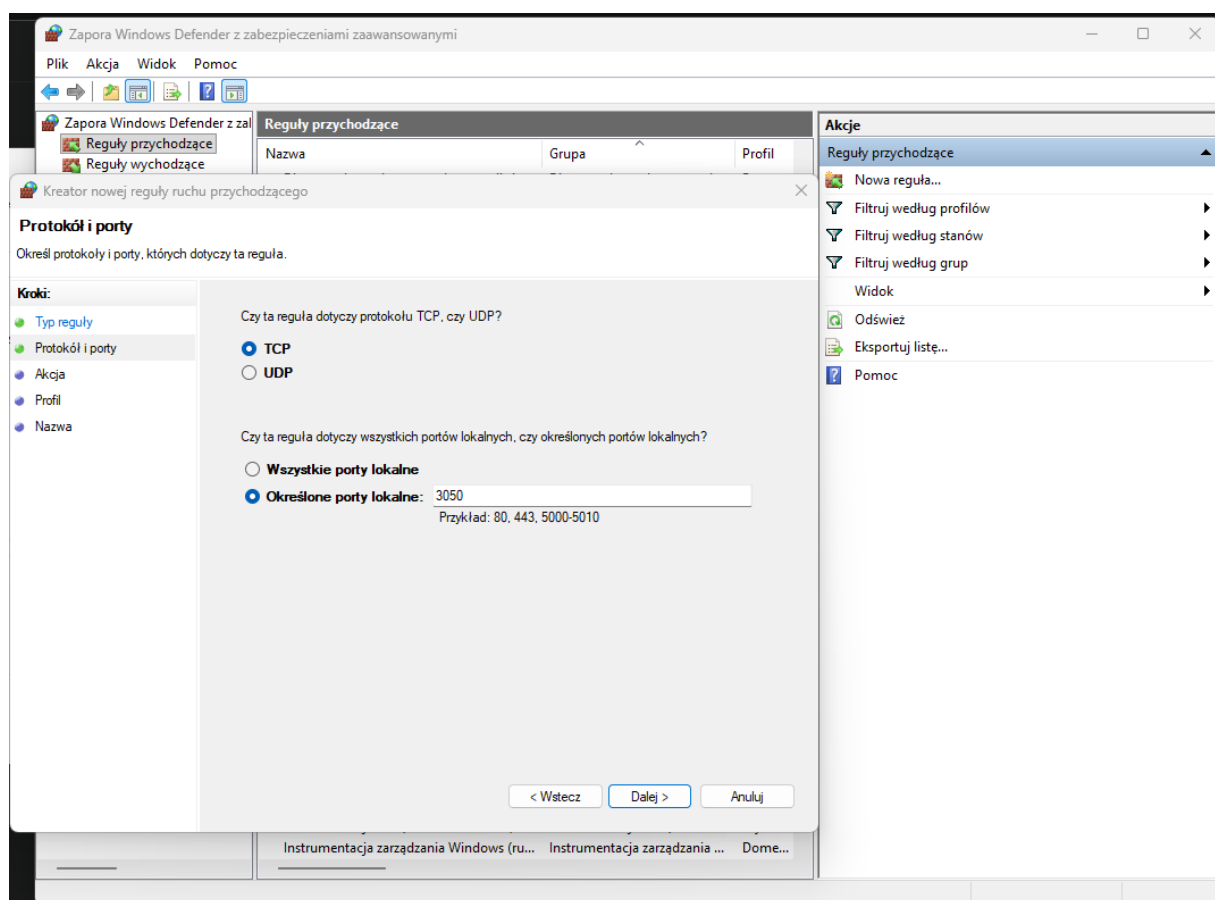 Zapora Windows Defender z zabezpieczeniami zaawansowanymi
Plik Akcja Widok Pomoc
Zapora Windows Defender z zal
Reguły przychodzące
Reguły wychodzące
Reguły przychodzące
Nazwa Grupa Profil
Akcje
Reguły przychodzące
Nowa reguła...
Filtruj według profilów
Filtruj według stanów
Filtruj według grup
Widok
Odśwież
Eksportuj listę...
Pomoc
Kreator nowej reguły ruchu przychodzącego
Protokół i porty
Określ protokoły i porty, których dotyczy ta reguła.
Kroki:
Typ reguły
Protokół i porty
Akcja
Profil
Nazwa
Czy ta reguła dotyczy protokołu TCP, czy UDP?
TCP
UDP
Czy ta reguła dotyczy wszystkich portów lokalnych, czy określonych portów lokalnych?
Wszystkie porty lokalne
Określone porty lokalne: 3050
Przykład: 80, 443, 5000-5010
< Wstecz Dalej > Anuluj
Instrumentacja zarządzania Windows (ru... Instrumentacja zarządzania ... Dome...